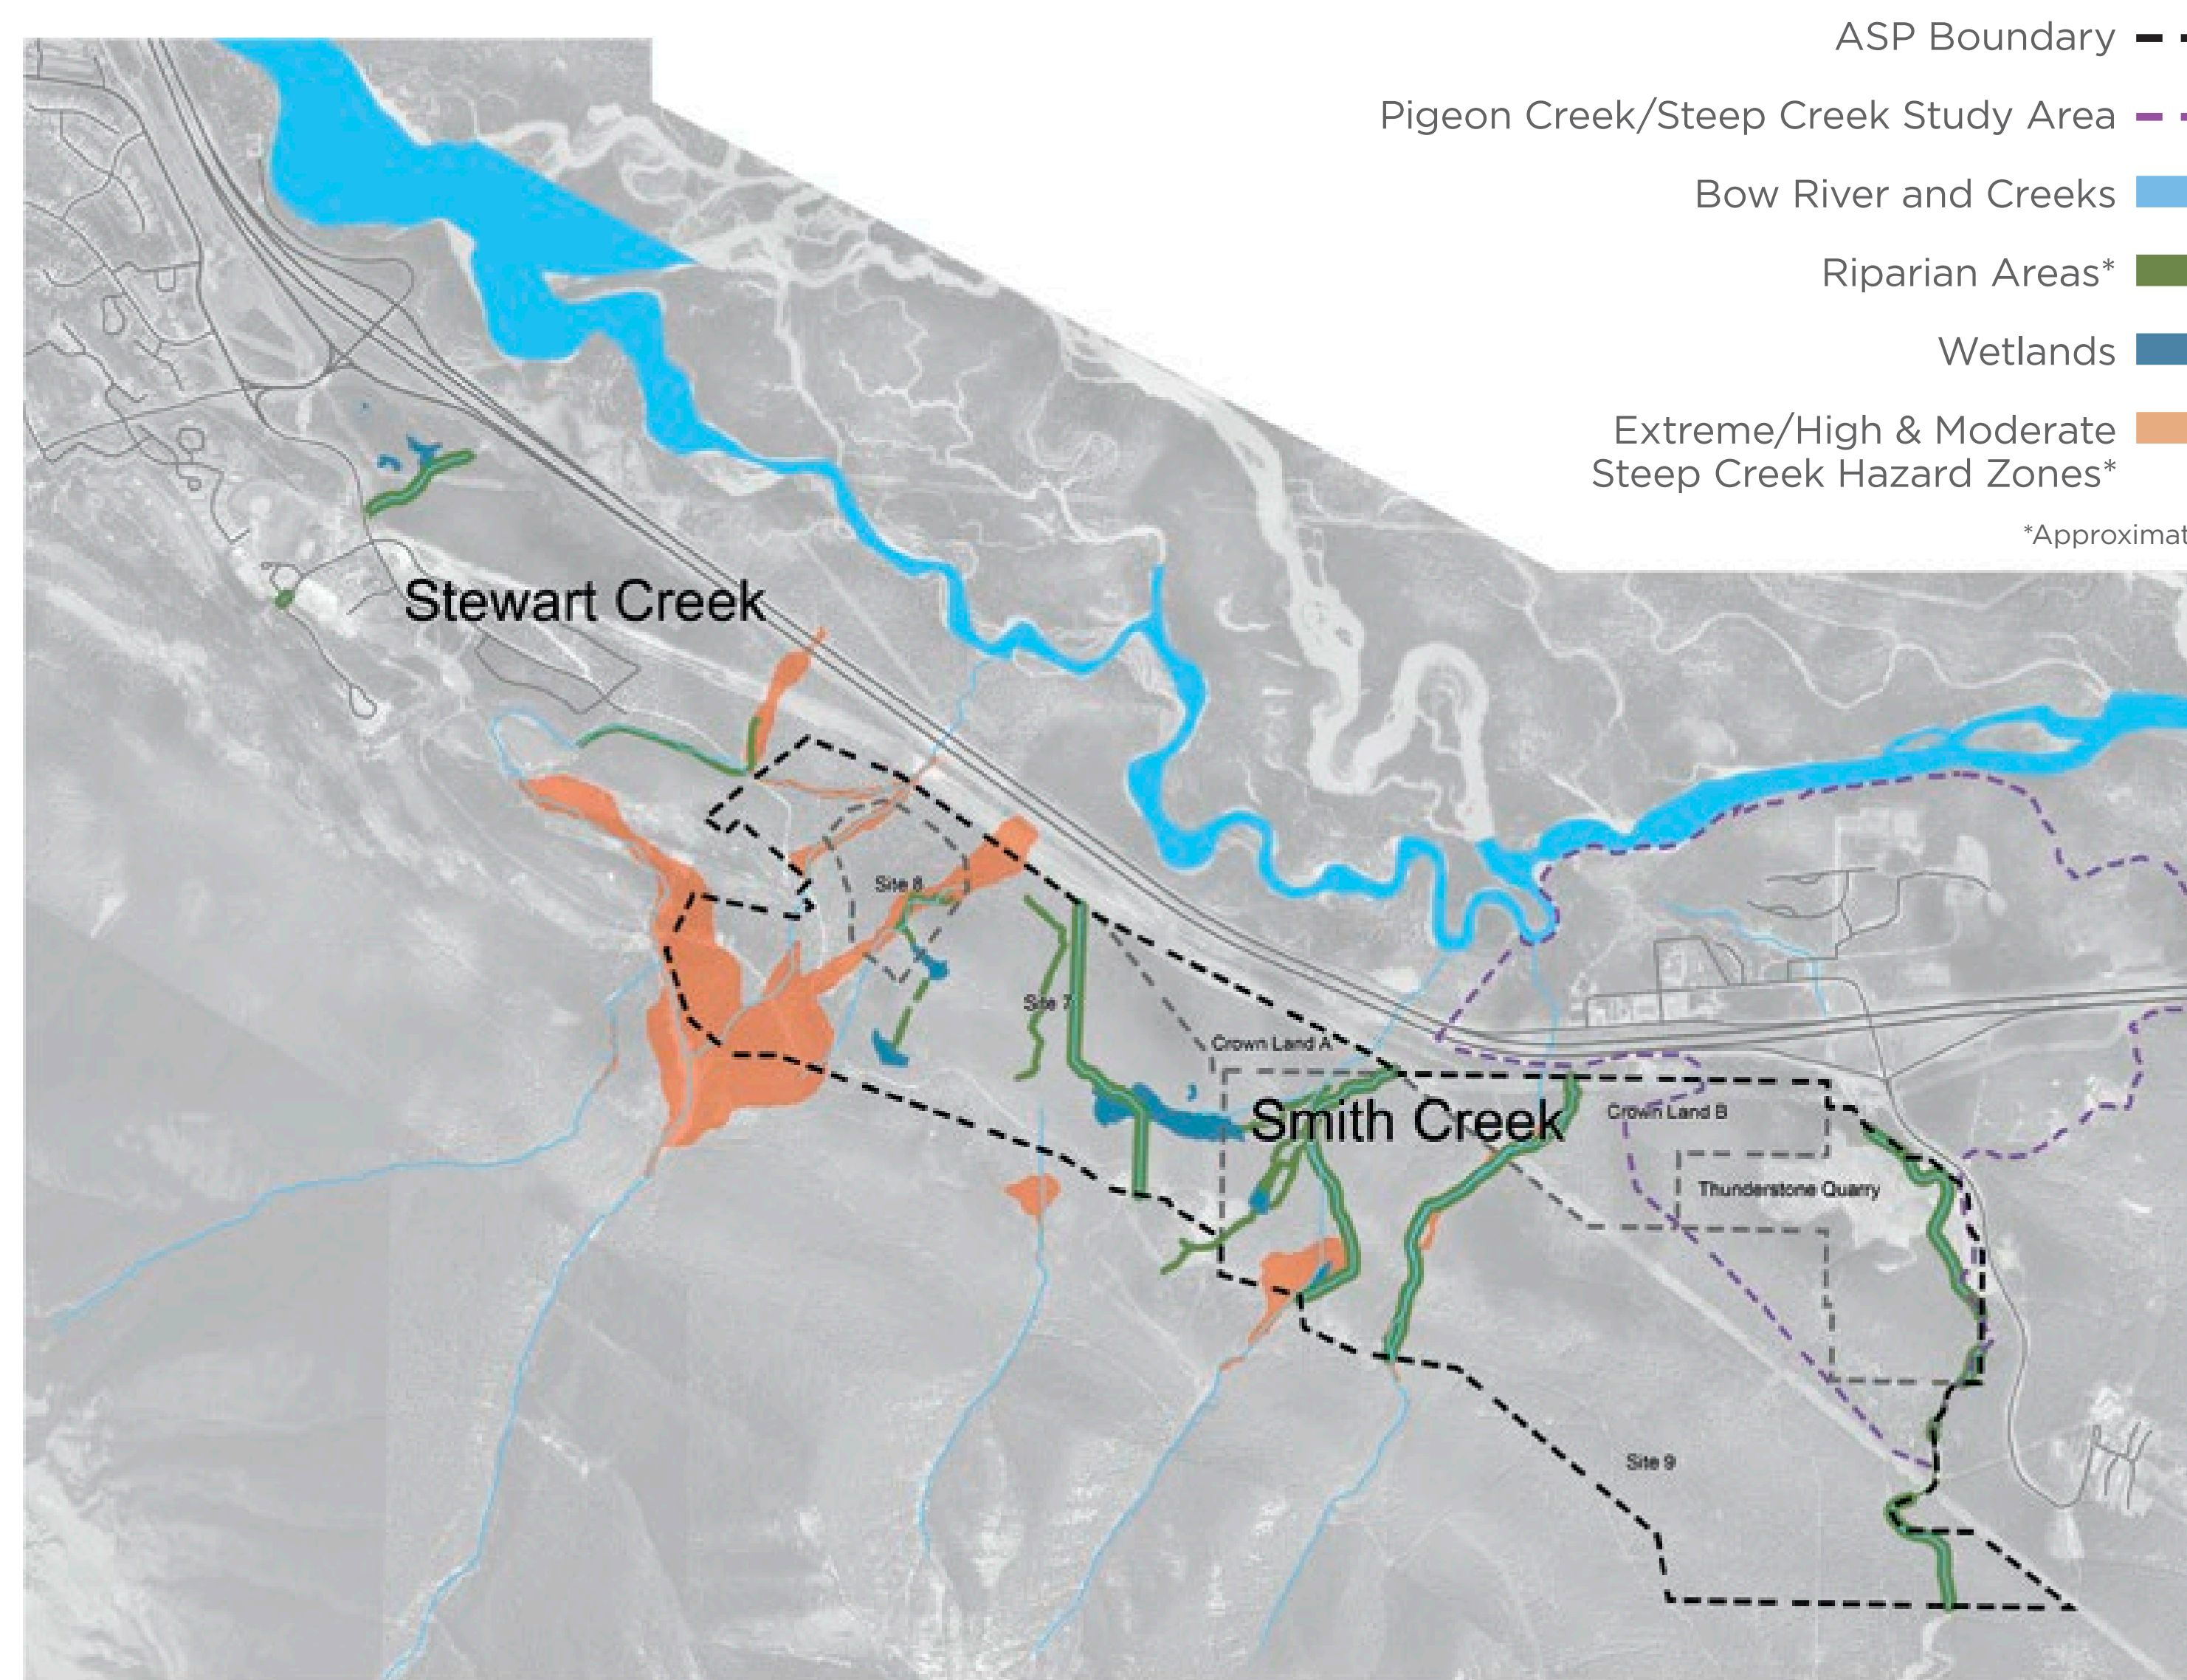 ASP Boundary
Pigeon Creek/Steep Creek Study Area
Bow River and Creeks
Riparian Areas*
Wetlands
Extreme/High & Moderate
Steep Creek Hazard Zones*
*Approximat
Stewart Creek
Site 8
Site 7
Crown Land A
Smith Creek
Crown Land B
Thunderstone Quarry
Site 9